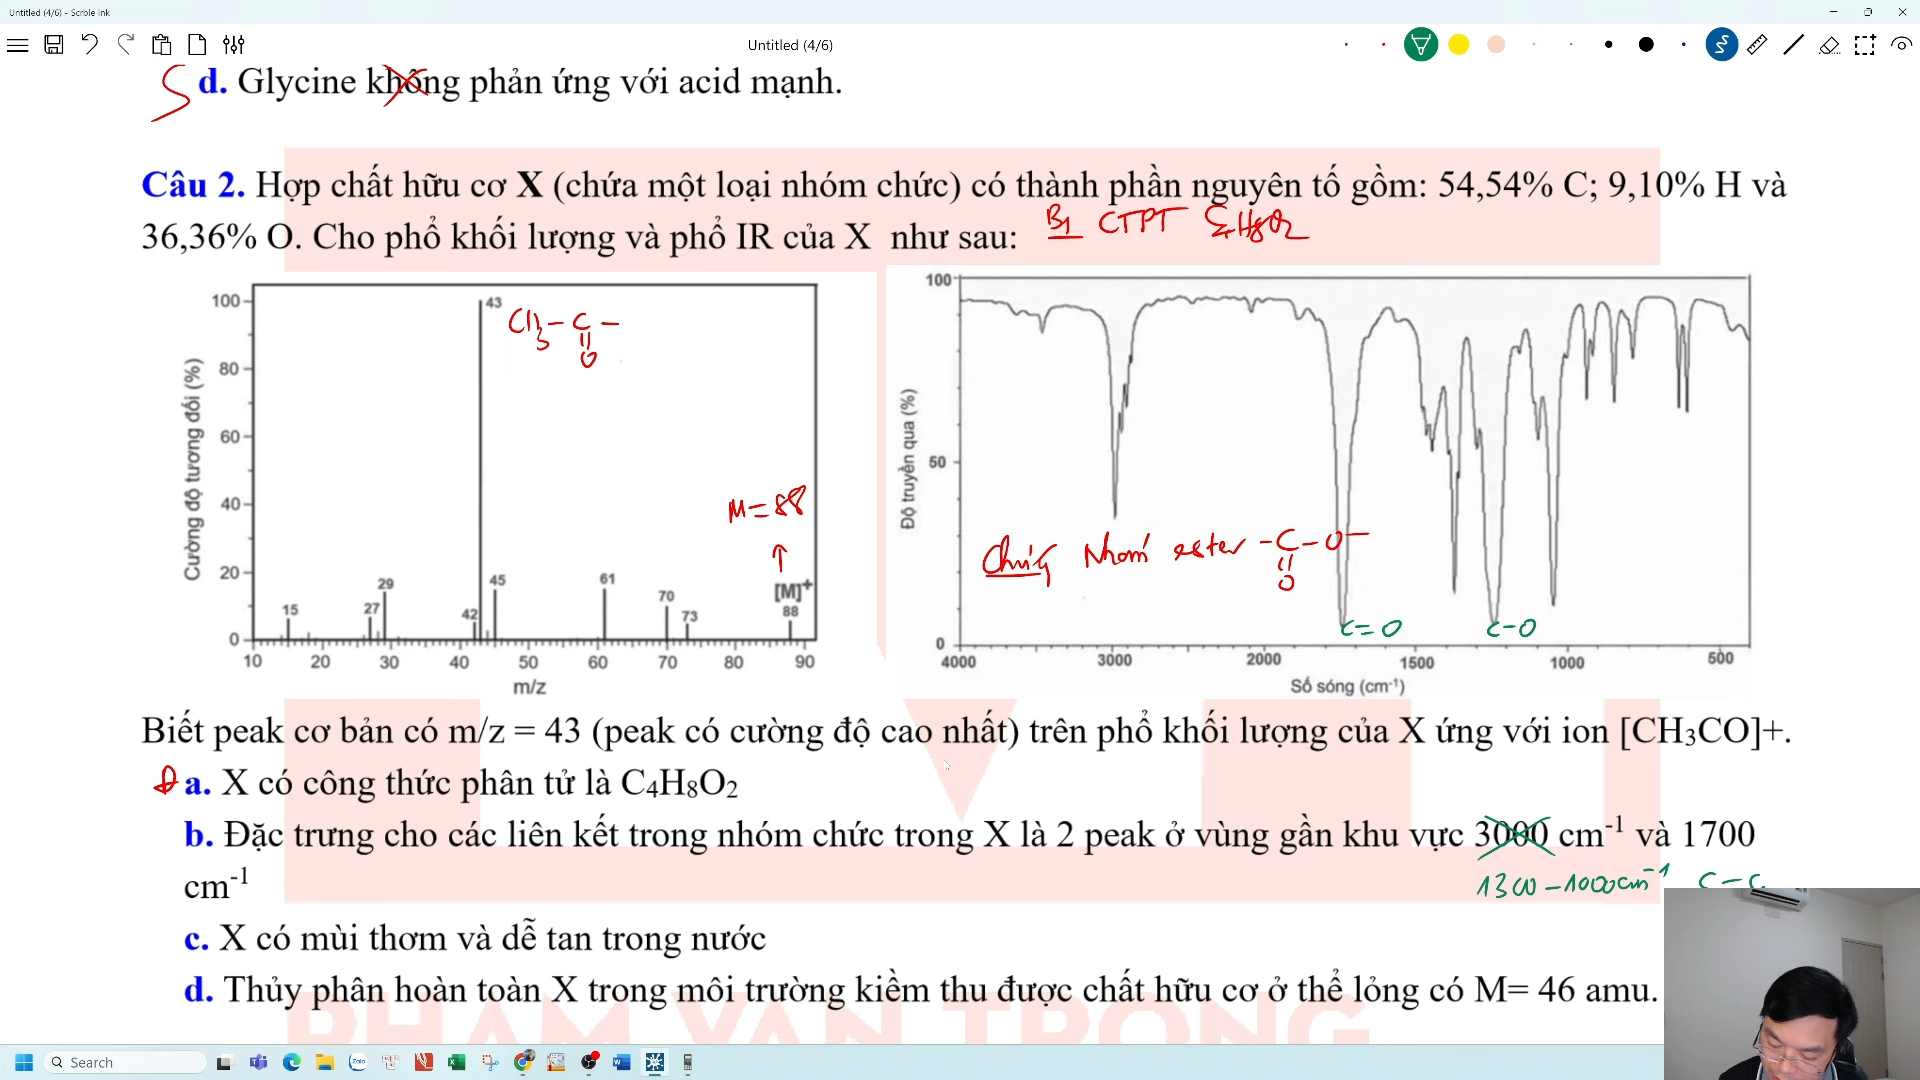 Untitled (4/6) - Scrble Ink
Untitled (4/6)
d. Glycine không phản ứng với acid mạnh.
Câu 2. Hợp chất hữu cơ X (chứa một loại nhóm chức) có thành phần nguyên tố gồm: 54,54% C; 9,10% H và
36,36% O. Cho phổ khối lượng và phổ IR của X như sau:
B1 CTPT C4H8O2
Cường độ tương đối (%)
100
80
60
40
20
0
43
CH3 – C –
O
M = 88
[M]+
15
27
29
42
45
61
70
73
88
10 20 30 40 50 60 70 80 90
m/z
Độ truyền qua (%)
100
50
0
Nhóm ester – C – O –
O
C = O
C – O
4000 3000 2000 1500 1000 500
Số sóng (cm-1)
Biết peak cơ bản có m/z = 43 (peak có cường độ cao nhất) trên phổ khối lượng của X ứng với ion [CH3CO]+.
Đ a. X có công thức phân tử là C4H8O2
b. Đặc trưng cho các liên kết trong nhóm chức trong X là 2 peak ở vùng gần khu vực 3000 cm-1 và 1700
cm-1
1300 – 1000 cm-1
c. X có mùi thơm và dễ tan trong nước
d. Thủy phân hoàn toàn X trong môi trường kiềm thu được chất hữu cơ ở thể lỏng có M= 46 amu.
PHẠM VĂN TRỌNG
Search